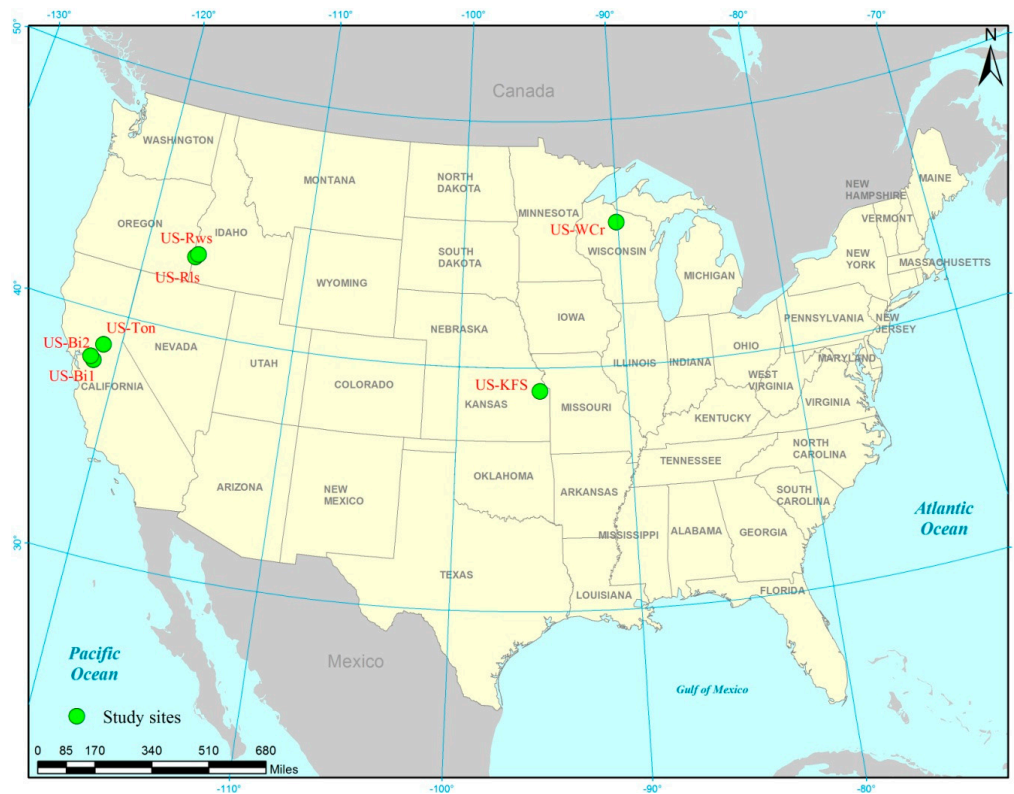 -130°
-120°
-110°
-100°
-90°
-80°
-70°
50°
N
Canada
WASHINGTON
MONTANA
NORTH
DAKOTA
MINNESOTA
MAINE
NEW
HAMPSHIRE
VERMONT
OREGON
IDAHO
US-Rws
US-Rls
US-WCr
WISCONSIN
SOUTH
DAKOTA
MICHIGAN
NEW
YORK
MASSACHUSETTS
40°
WYOMING
IOWA
PENNSYLVANIA
NEW
JERSEY
US-Ton
US-Bi2
US-Bi1
NEVADA
CALIFORNIA
UTAH
COLORADO
NEBRASKA
US-KFS
KANSAS
MISSOURI
ILLINOIS
INDIANA
OHIO
MARYLAND
WEST
VIRGINIA
VIRGINIA
KENTUCKY
NORTH
CAROLINA
TENNESSEE
ARIZONA
NEW
MEXICO
OKLAHOMA
ARKANSAS
SOUTH
CAROLINA
MISSISSIPPI
ALABAMA
GEORGIA
Atlantic
Ocean
30°
TEXAS
LOUISIANA
FLORIDA
Pacific
Ocean
Mexico
Gulf of Mexico
Study sites
0 85 170 340 510 680
Miles
-110°
-100°
-90°
-80°